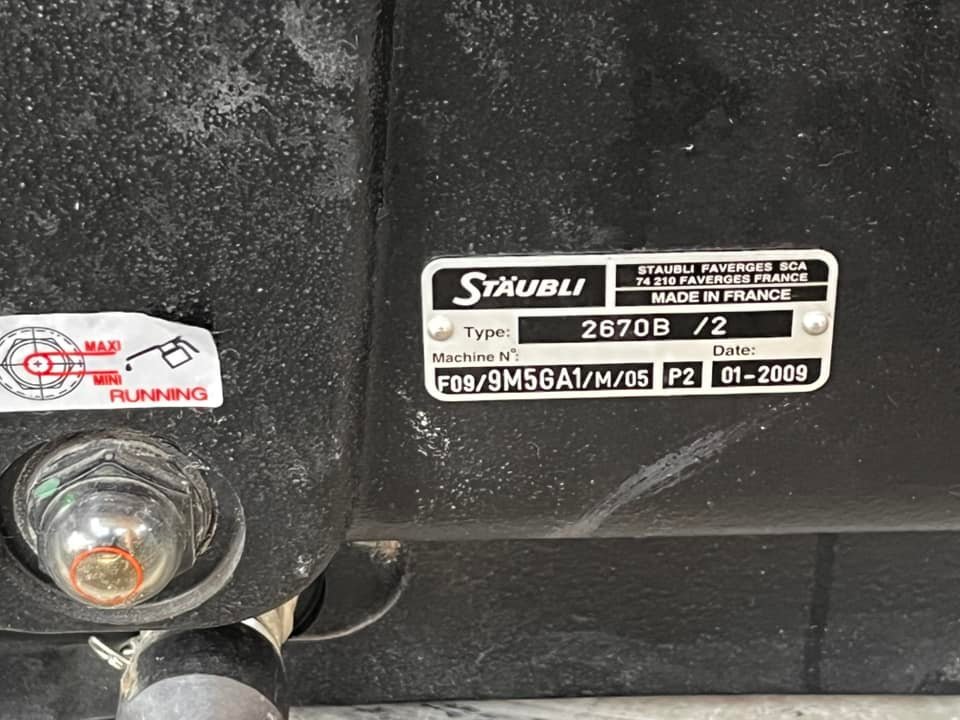 STÄUBLI
STAUBLI FAVERGES SCA
74 210 FAVERGES FRANCE
MADE IN FRANCE
Type: 2670B /2
Machine N°:
Date:
F09/9M5GA1/M/05 P2 01-2009
MAXI
MINI
RUNNING